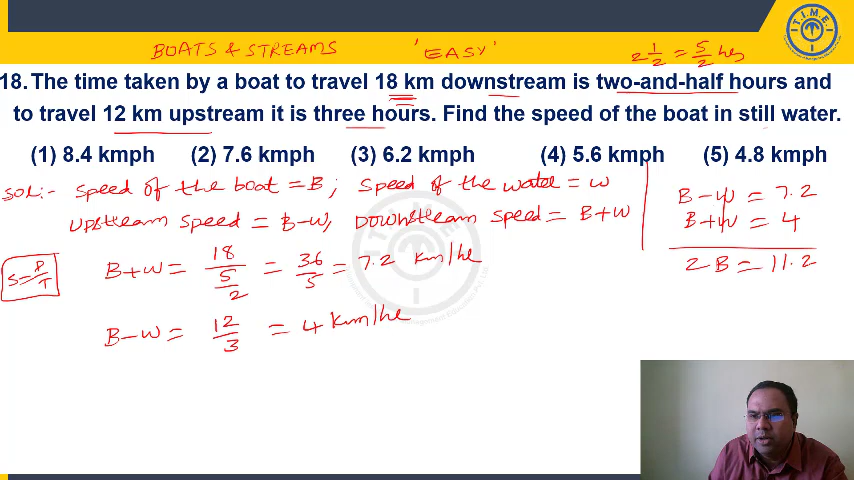 T.I.M.E.
BOATS & STREAMS 'EASY' 2 1/2 = 5/2 hrs
18. The time taken by a boat to travel 18 km downstream is two-and-half hours and
to travel 12 km upstream it is three hours. Find the speed of the boat in still water.
(1) 8.4 kmph (2) 7.6 kmph (3) 6.2 kmph (4) 5.6 kmph (5) 4.8 kmph
Sol:- Speed of the boat = B; Speed of the water = W
Upstream speed = B-W, Downstream speed = B+W
S = D/T
B+W = 18/(5/2) = 36/5 = 7.2 km/hr
B-W = 12/3 = 4 km/hr
B-W = 7.2
B+W = 4
2B = 11.2